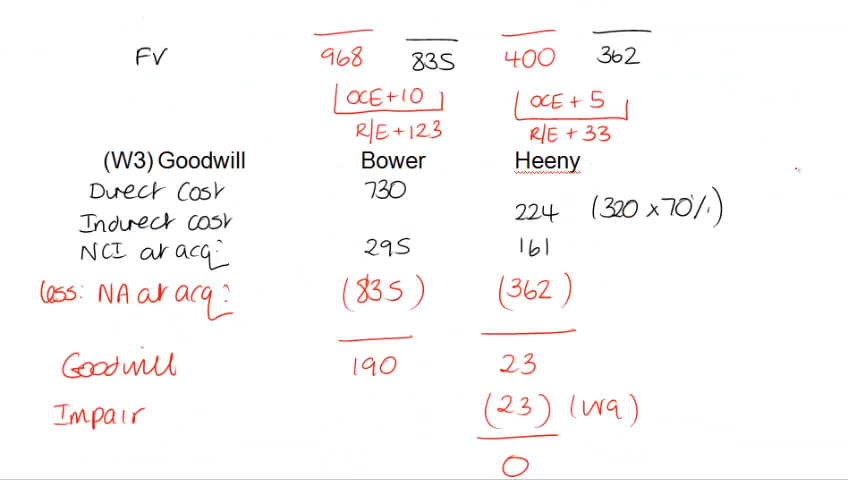 FV 968 835 400 362
OCE+10 OCE + 5
R/E +123 R/E + 33
(W3) Goodwill Bower Heeny
Direct Cost 730
Indirect cost 224 (320 x 70%)
NCI at acq: 295 161
less: NA at acq: (835) (362)
Goodwill 190 23
Impair (23) (W9)
0